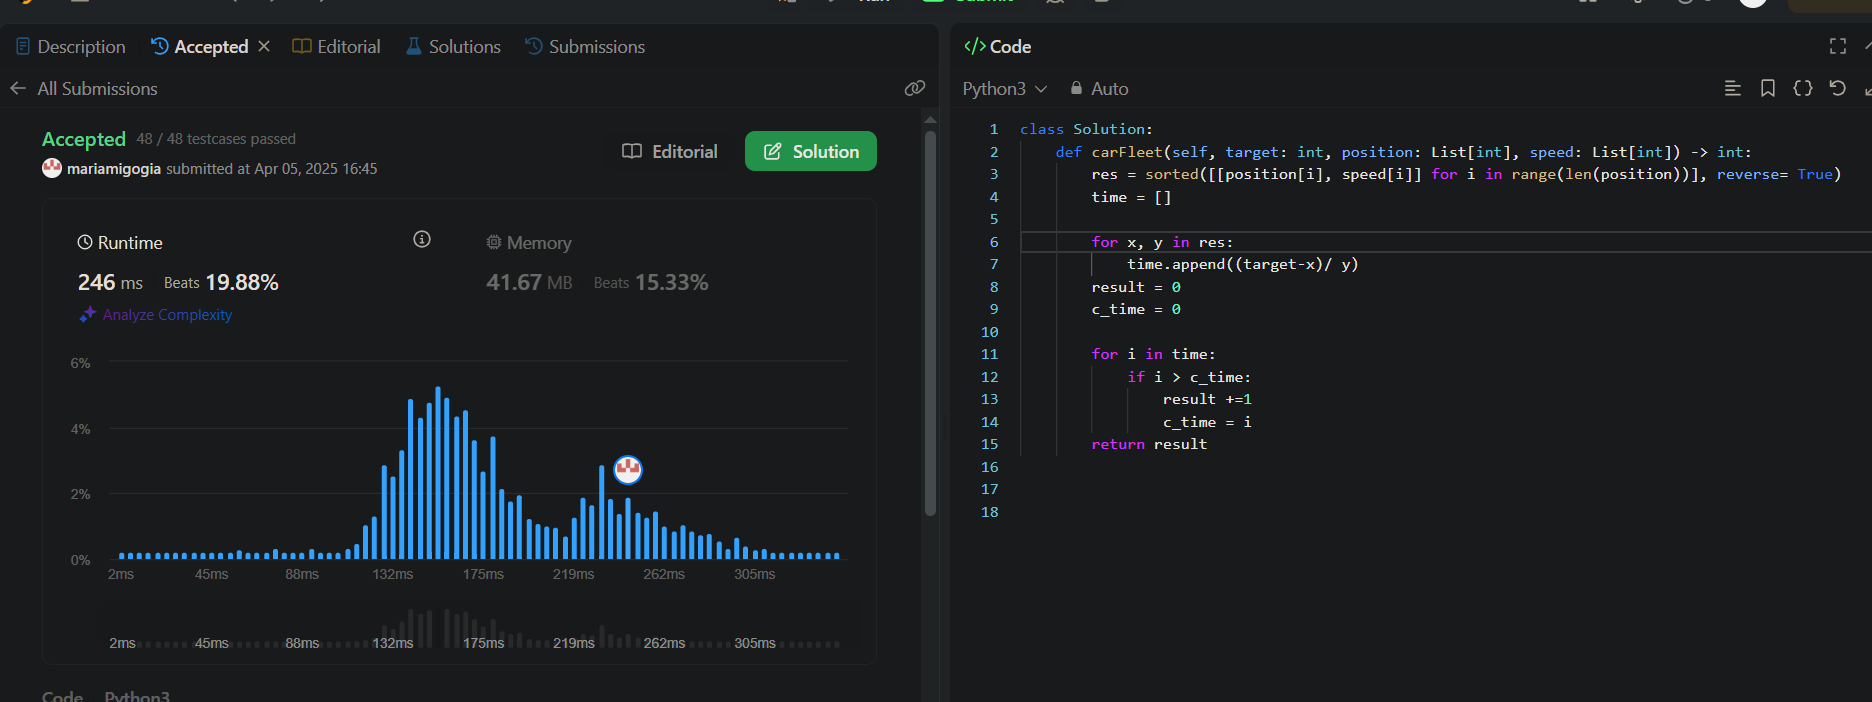 Description
Accepted
Editorial
Solutions
Submissions
All Submissions
Accepted 48 / 48 testcases passed
mariamigogia submitted at Apr 05, 2025 16:45
Editorial
Solution
Runtime
246 ms Beats 19.88%
Analyze Complexity
Memory
41.67 MB Beats 15.33%
6%
4%
2%
0%
2ms 45ms 88ms 132ms 175ms 219ms 262ms 305ms
2ms 45ms 88ms 132ms 175ms 219ms 262ms 305ms
Code Python3
</> Code
Python3 Auto
1 class Solution:
2 def carFleet(self, target: int, position: List[int], speed: List[int]) -> int:
3 res = sorted([[position[i], speed[i]] for i in range(len(position))], reverse= True)
4 time = []
5
6 for x, y in res:
7 time.append((target-x)/ y)
8 result = 0
9 c_time = 0
10
11 for i in time:
12 if i > c_time:
13 result +=1
14 c_time = i
15 return result
16
17
18